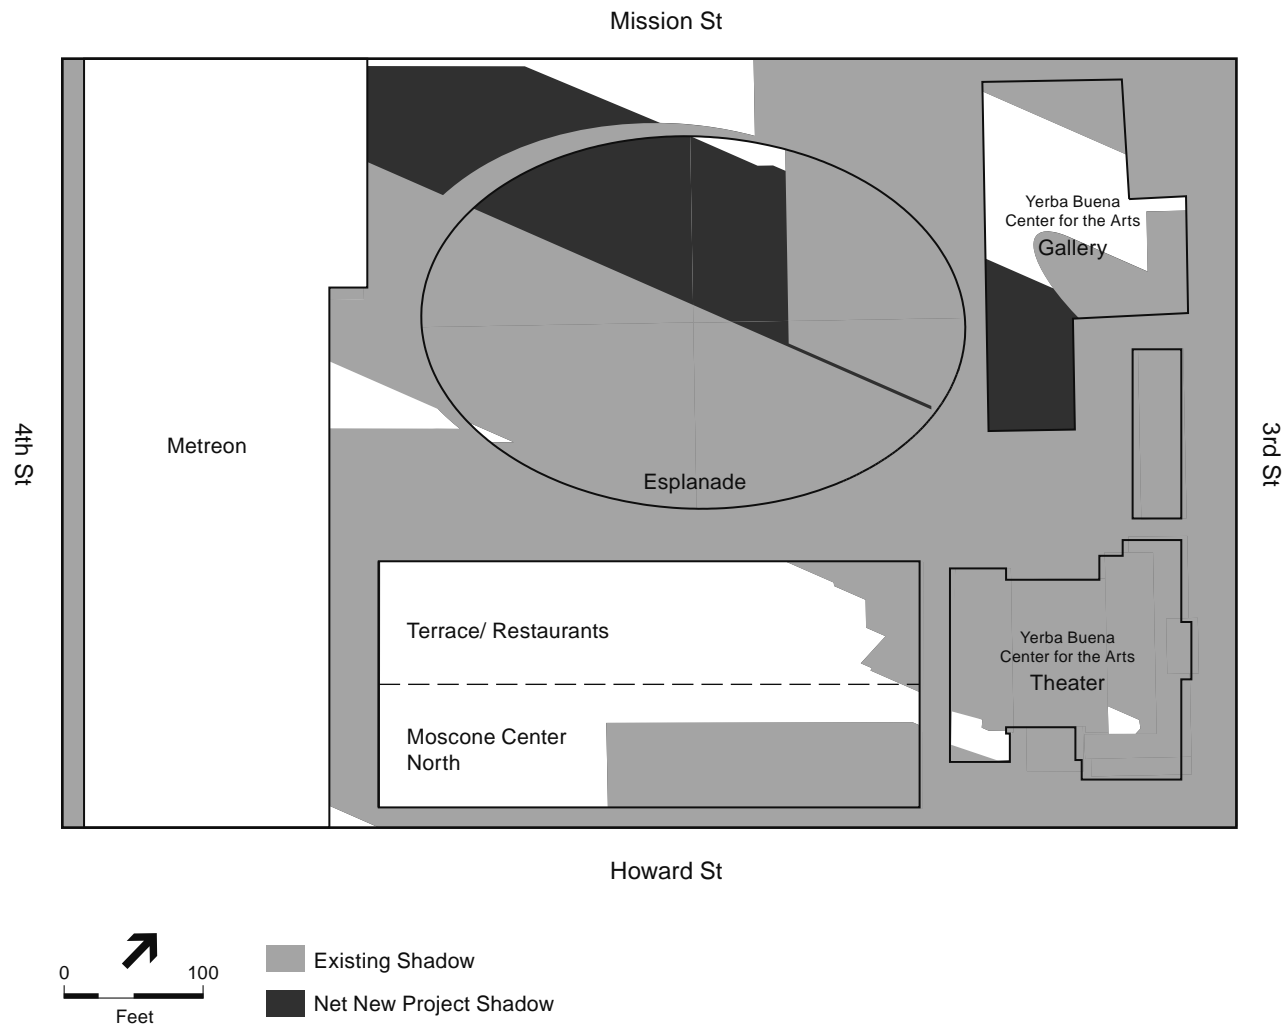 Mission St
Yerba Buena
Center for the Arts
Gallery
4th St
Metreon
3rd St
Esplanade
Terrace/ Restaurants
Yerba Buena
Center for the Arts
Theater
Moscone Center
North
Howard St
0 100
Feet
Existing Shadow
Net New Project Shadow